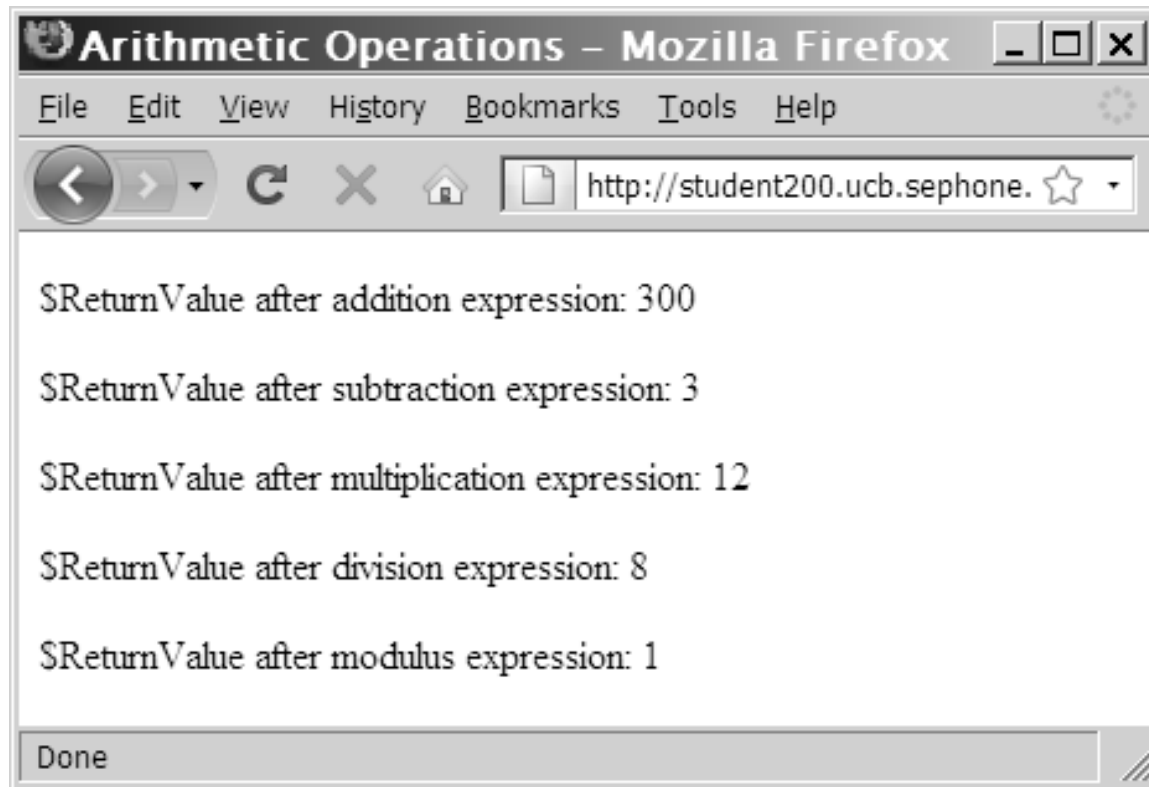 Arithmetic Operations – Mozilla Firefox
File Edit View History Bookmarks Tools Help
http://student200.ucb.sephone.
$ReturnValue after addition expression: 300
$ReturnValue after subtraction expression: 3
$ReturnValue after multiplication expression: 12
$ReturnValue after division expression: 8
$ReturnValue after modulus expression: 1
Done